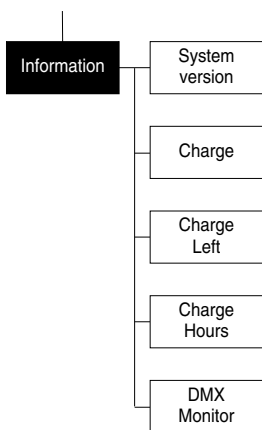 Information
System
version
Charge
Charge
Left
Charge
Hours
DMX
Monitor